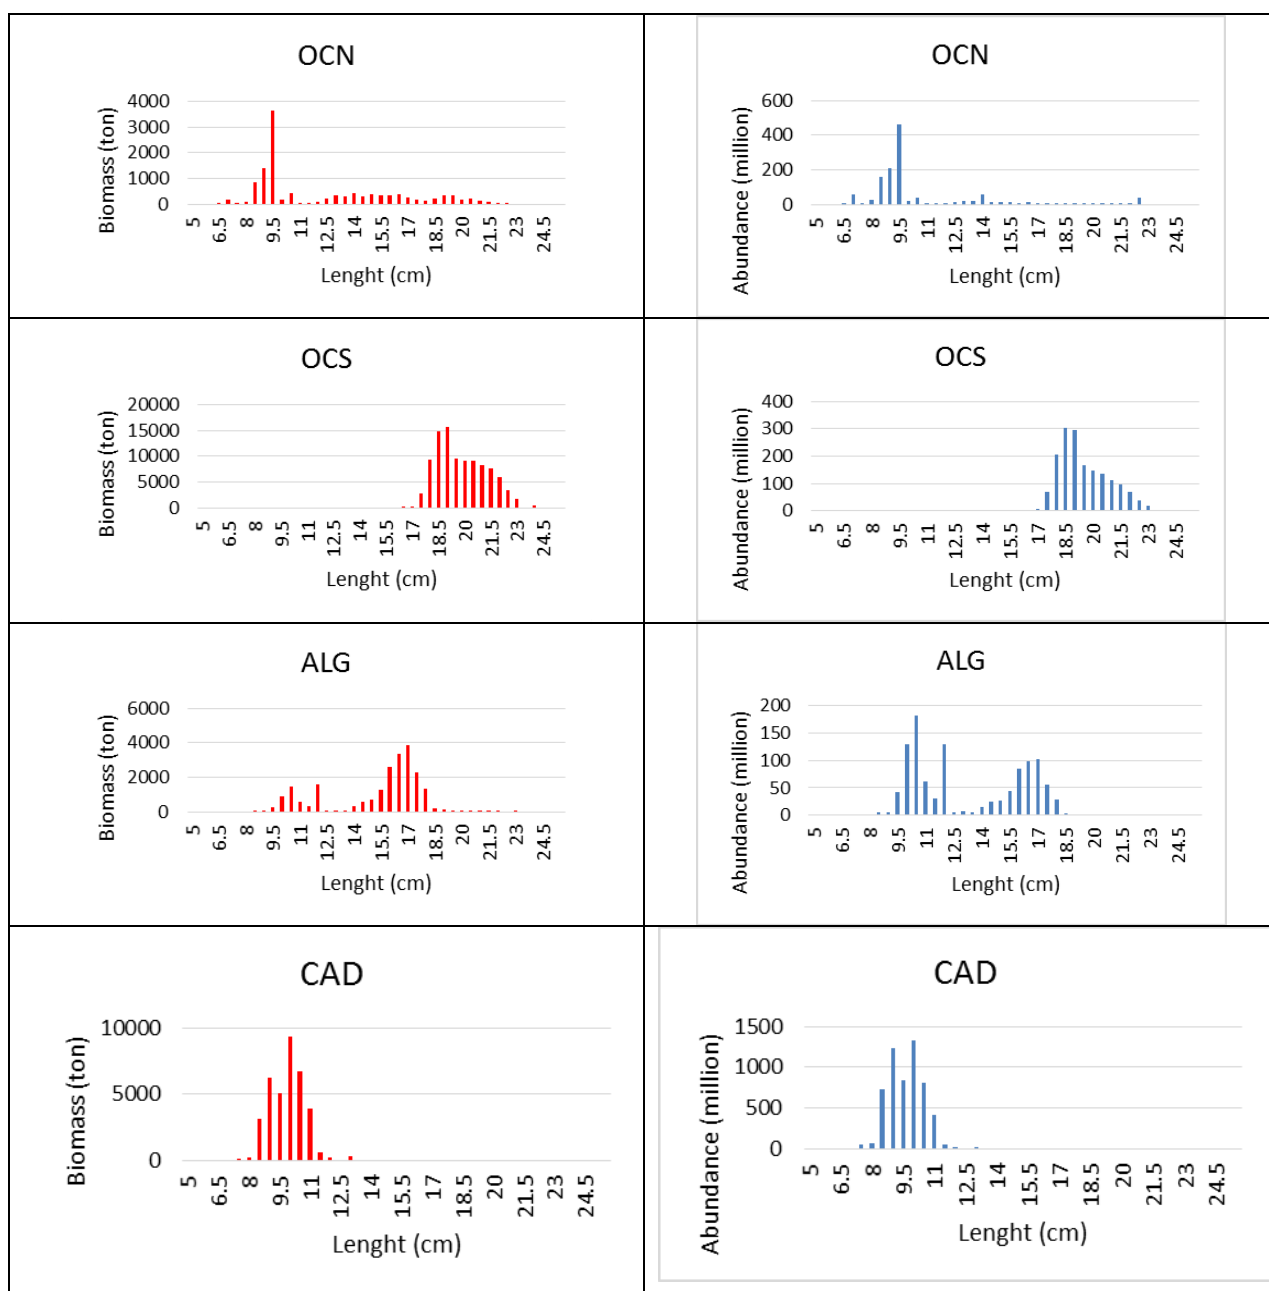 OCN
Biomass (ton)
4000
3000
2000
1000
0
5 6.5 8 9.5 11 12.5 14 15.5 17 18.5 20 21.5 23 24.5
Lenght (cm)
OCN
Abundance (million)
600
400
200
0
5 6.5 8 9.5 11 12.5 14 15.5 17 18.5 20 21.5 23 24.5
Lenght (cm)
OCS
Biomass (ton)
20000
15000
10000
5000
0
5 6.5 8 9.5 11 12.5 14 15.5 17 18.5 20 21.5 23 24.5
Lenght (cm)
OCS
Abundance (million)
400
300
200
100
0
5 6.5 8 9.5 11 12.5 14 15.5 17 18.5 20 21.5 23 24.5
Lenght (cm)
ALG
Biomass (ton)
6000
4000
2000
0
5 6.5 8 9.5 11 12.5 14 15.5 17 18.5 20 21.5 23 24.5
Lenght (cm)
ALG
Abundance (million)
200
150
100
50
0
5 6.5 8 9.5 11 12.5 14 15.5 17 18.5 20 21.5 23 24.5
Lenght (cm)
CAD
Biomass (ton)
10000
5000
0
5 6.5 8 9.5 11 12.5 14 15.5 17 18.5 20 21.5 23 24.5
Lenght (cm)
CAD
Abundance (million)
1500
1000
500
0
5 6.5 8 9.5 11 12.5 14 15.5 17 18.5 20 21.5 23 24.5
Lenght (cm)